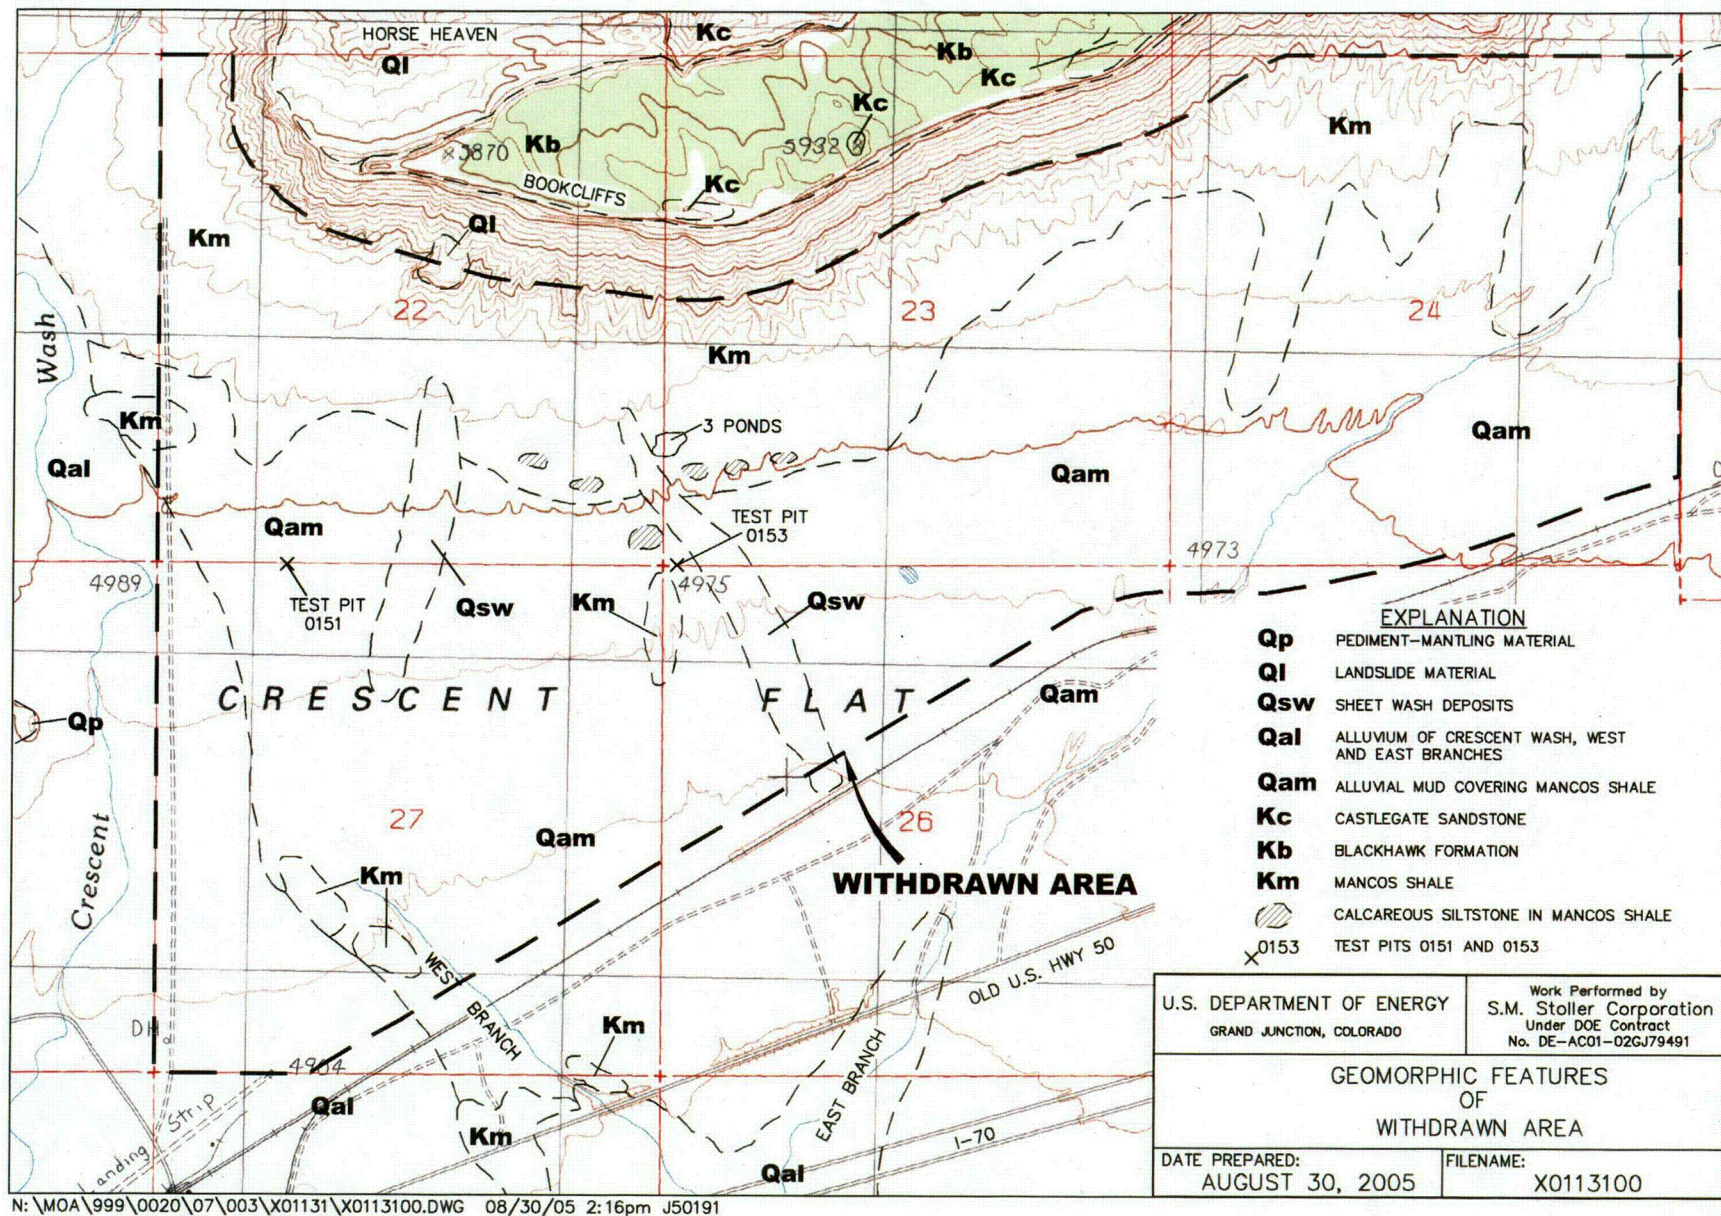 HORSE HEAVEN
Ql
Kc
Kb
Kc
Kc
Km
5870
Kb
5932
BOOKCLIFFS
Kc
Ql
Km
22
23
24
Wash
Km
Km
3 PONDS
Qam
Qal
Qam
Qam
TEST PIT
0153
4989
4975
4973
TEST PIT
0151
Qsw
Km
Qsw
CRESCENT FLAT
Qam
Qp
27
Qam
26
Crescent
Km
WITHDRAWN AREA
WEST BRANCH
OLD U.S. HWY 50
DH
Km
EAST BRANCH
Landing Strip
Qal
Km
I-70
Qal
EXPLANATION
Qp PEDIMENT-MANTLING MATERIAL
Ql LANDSLIDE MATERIAL
Qsw SHEET WASH DEPOSITS
Qal ALLUVIUM OF CRESCENT WASH, WEST
AND EAST BRANCHES
Qam ALLUVIAL MUD COVERING MANCOS SHALE
Kc CASTLEGATE SANDSTONE
Kb BLACKHAWK FORMATION
Km MANCOS SHALE
CALCAREOUS SILTSTONE IN MANCOS SHALE
0153 TEST PITS 0151 AND 0153
U.S. DEPARTMENT OF ENERGY
GRAND JUNCTION, COLORADO
Work Performed by
S.M. Stoller Corporation
Under DOE Contract
No. DE-AC01-02GJ79491
GEOMORPHIC FEATURES
OF
WITHDRAWN AREA
DATE PREPARED:
AUGUST 30, 2005
FILENAME:
X0113100
N:\MOA\999\0020\07\003\X01131\X0113100.DWG 08/30/05 2:16pm J50191